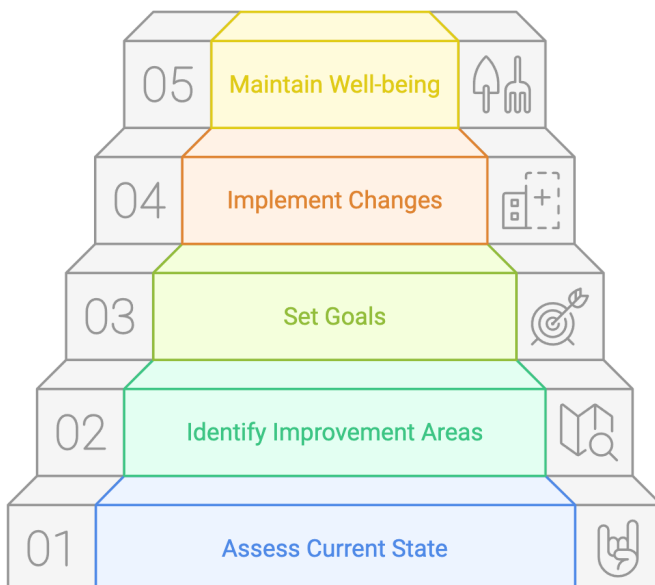 05
Maintain Well-being
04
Implement Changes
03
Set Goals
02
Identify Improvement Areas
01
Assess Current State